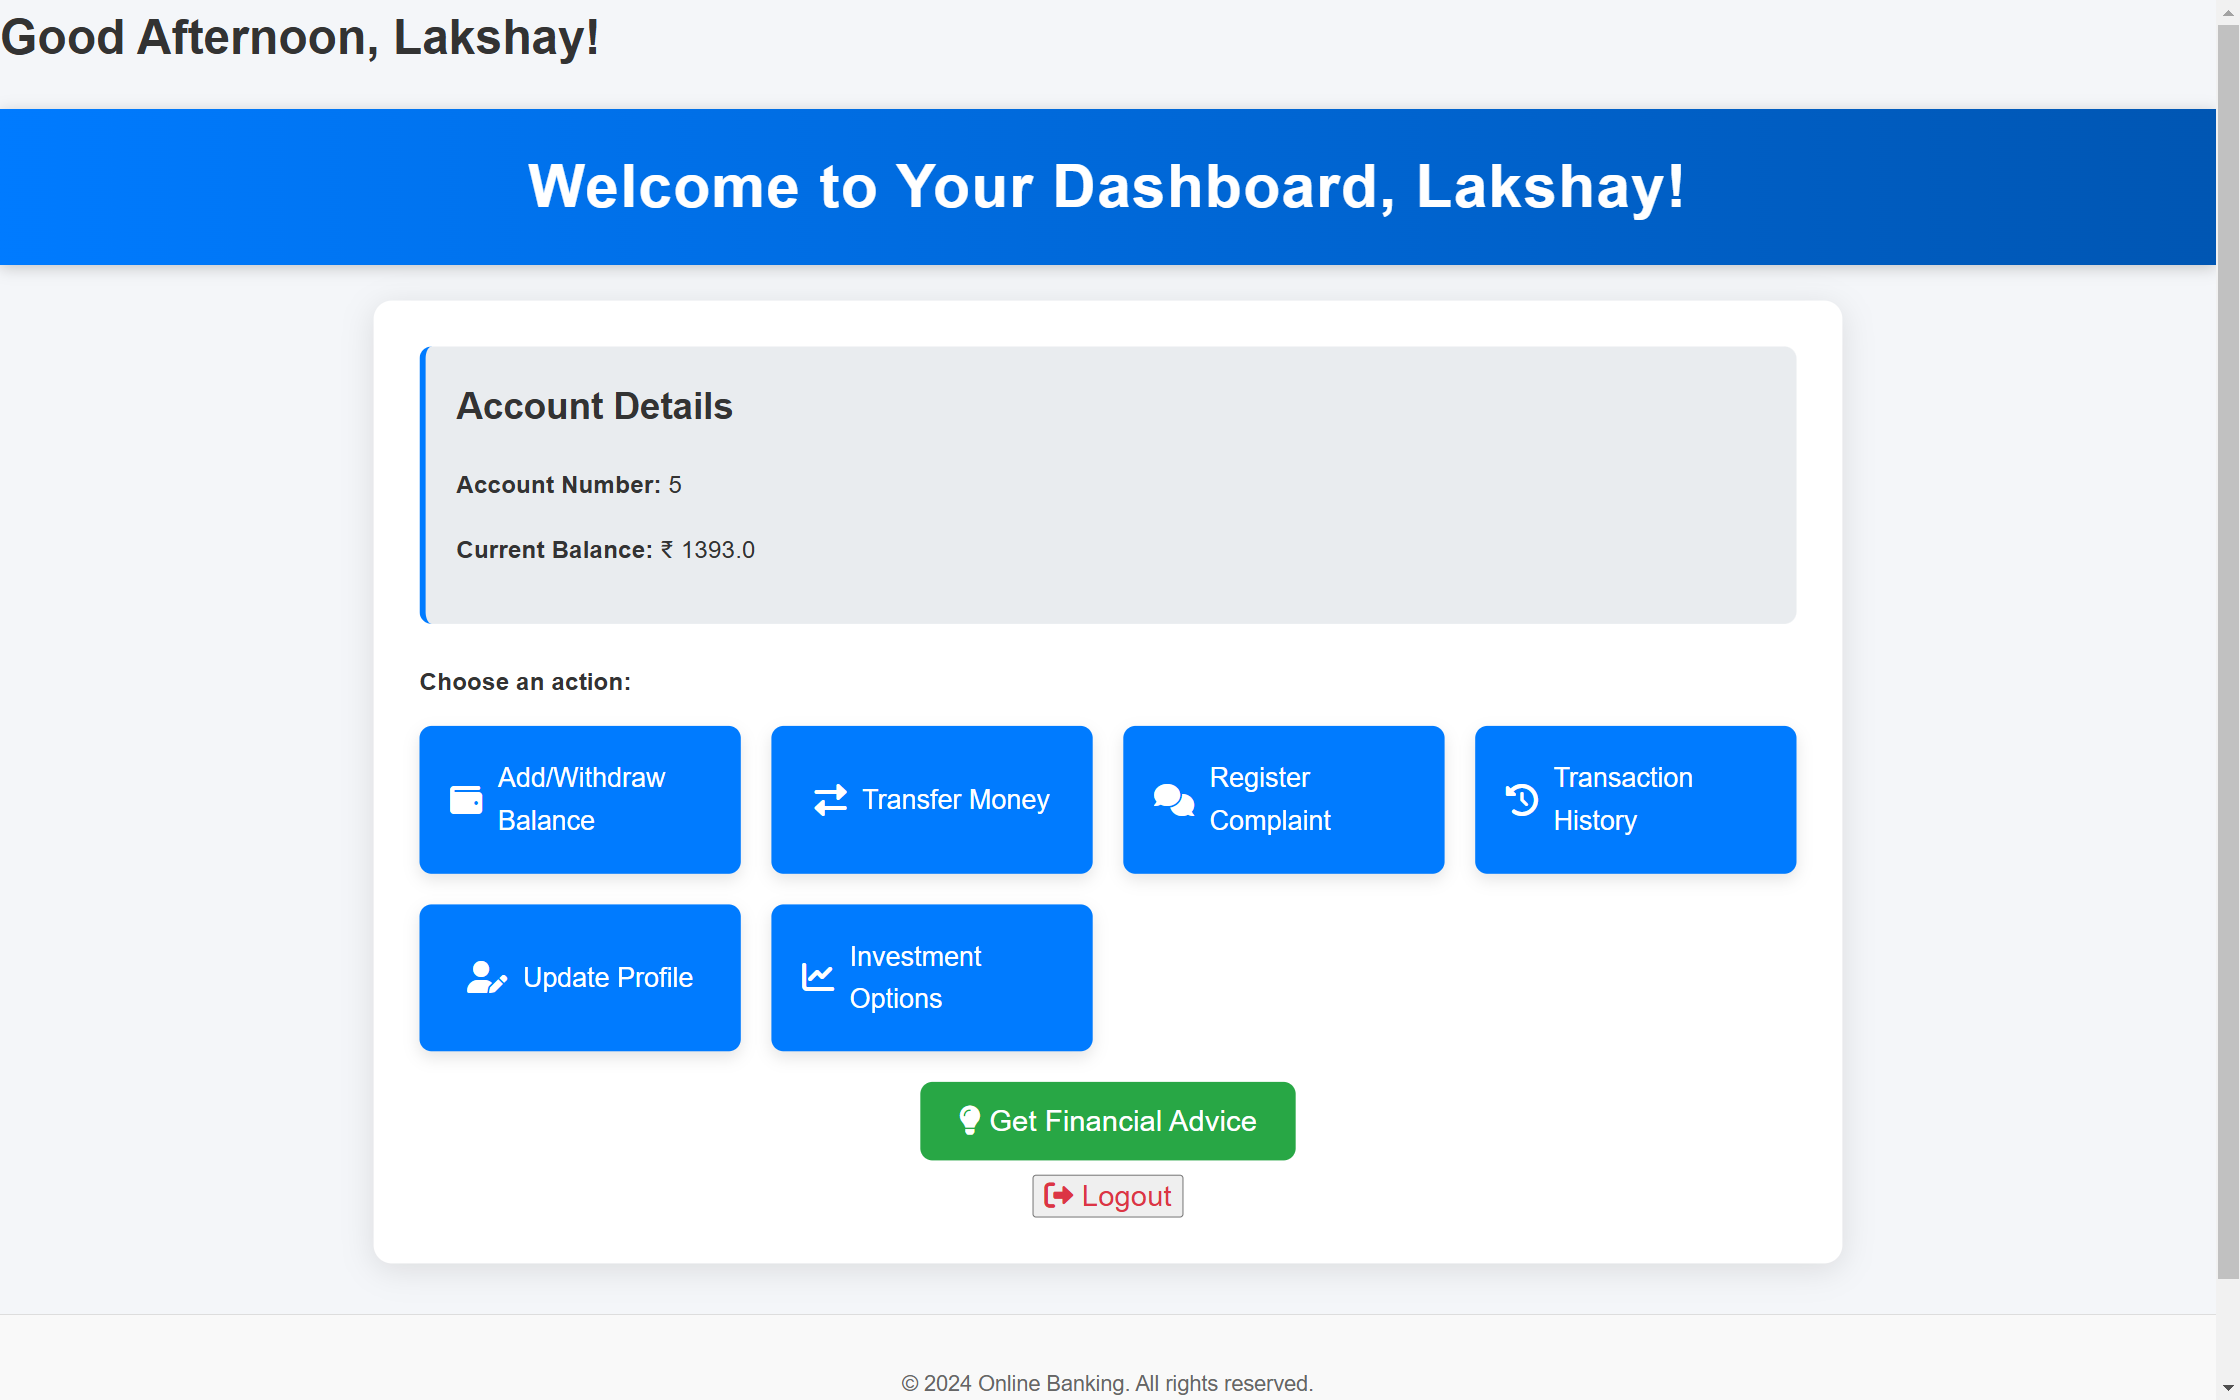 Good Afternoon, Lakshay!
Welcome to Your Dashboard, Lakshay!
Account Details
Account Number: 5
Current Balance: ₹ 1393.0
Choose an action:
Add/Withdraw
Balance
Transfer Money
Register
Complaint
Transaction
History
Update Profile
Investment
Options
Get Financial Advice
Logout
© 2024 Online Banking. All rights reserved.